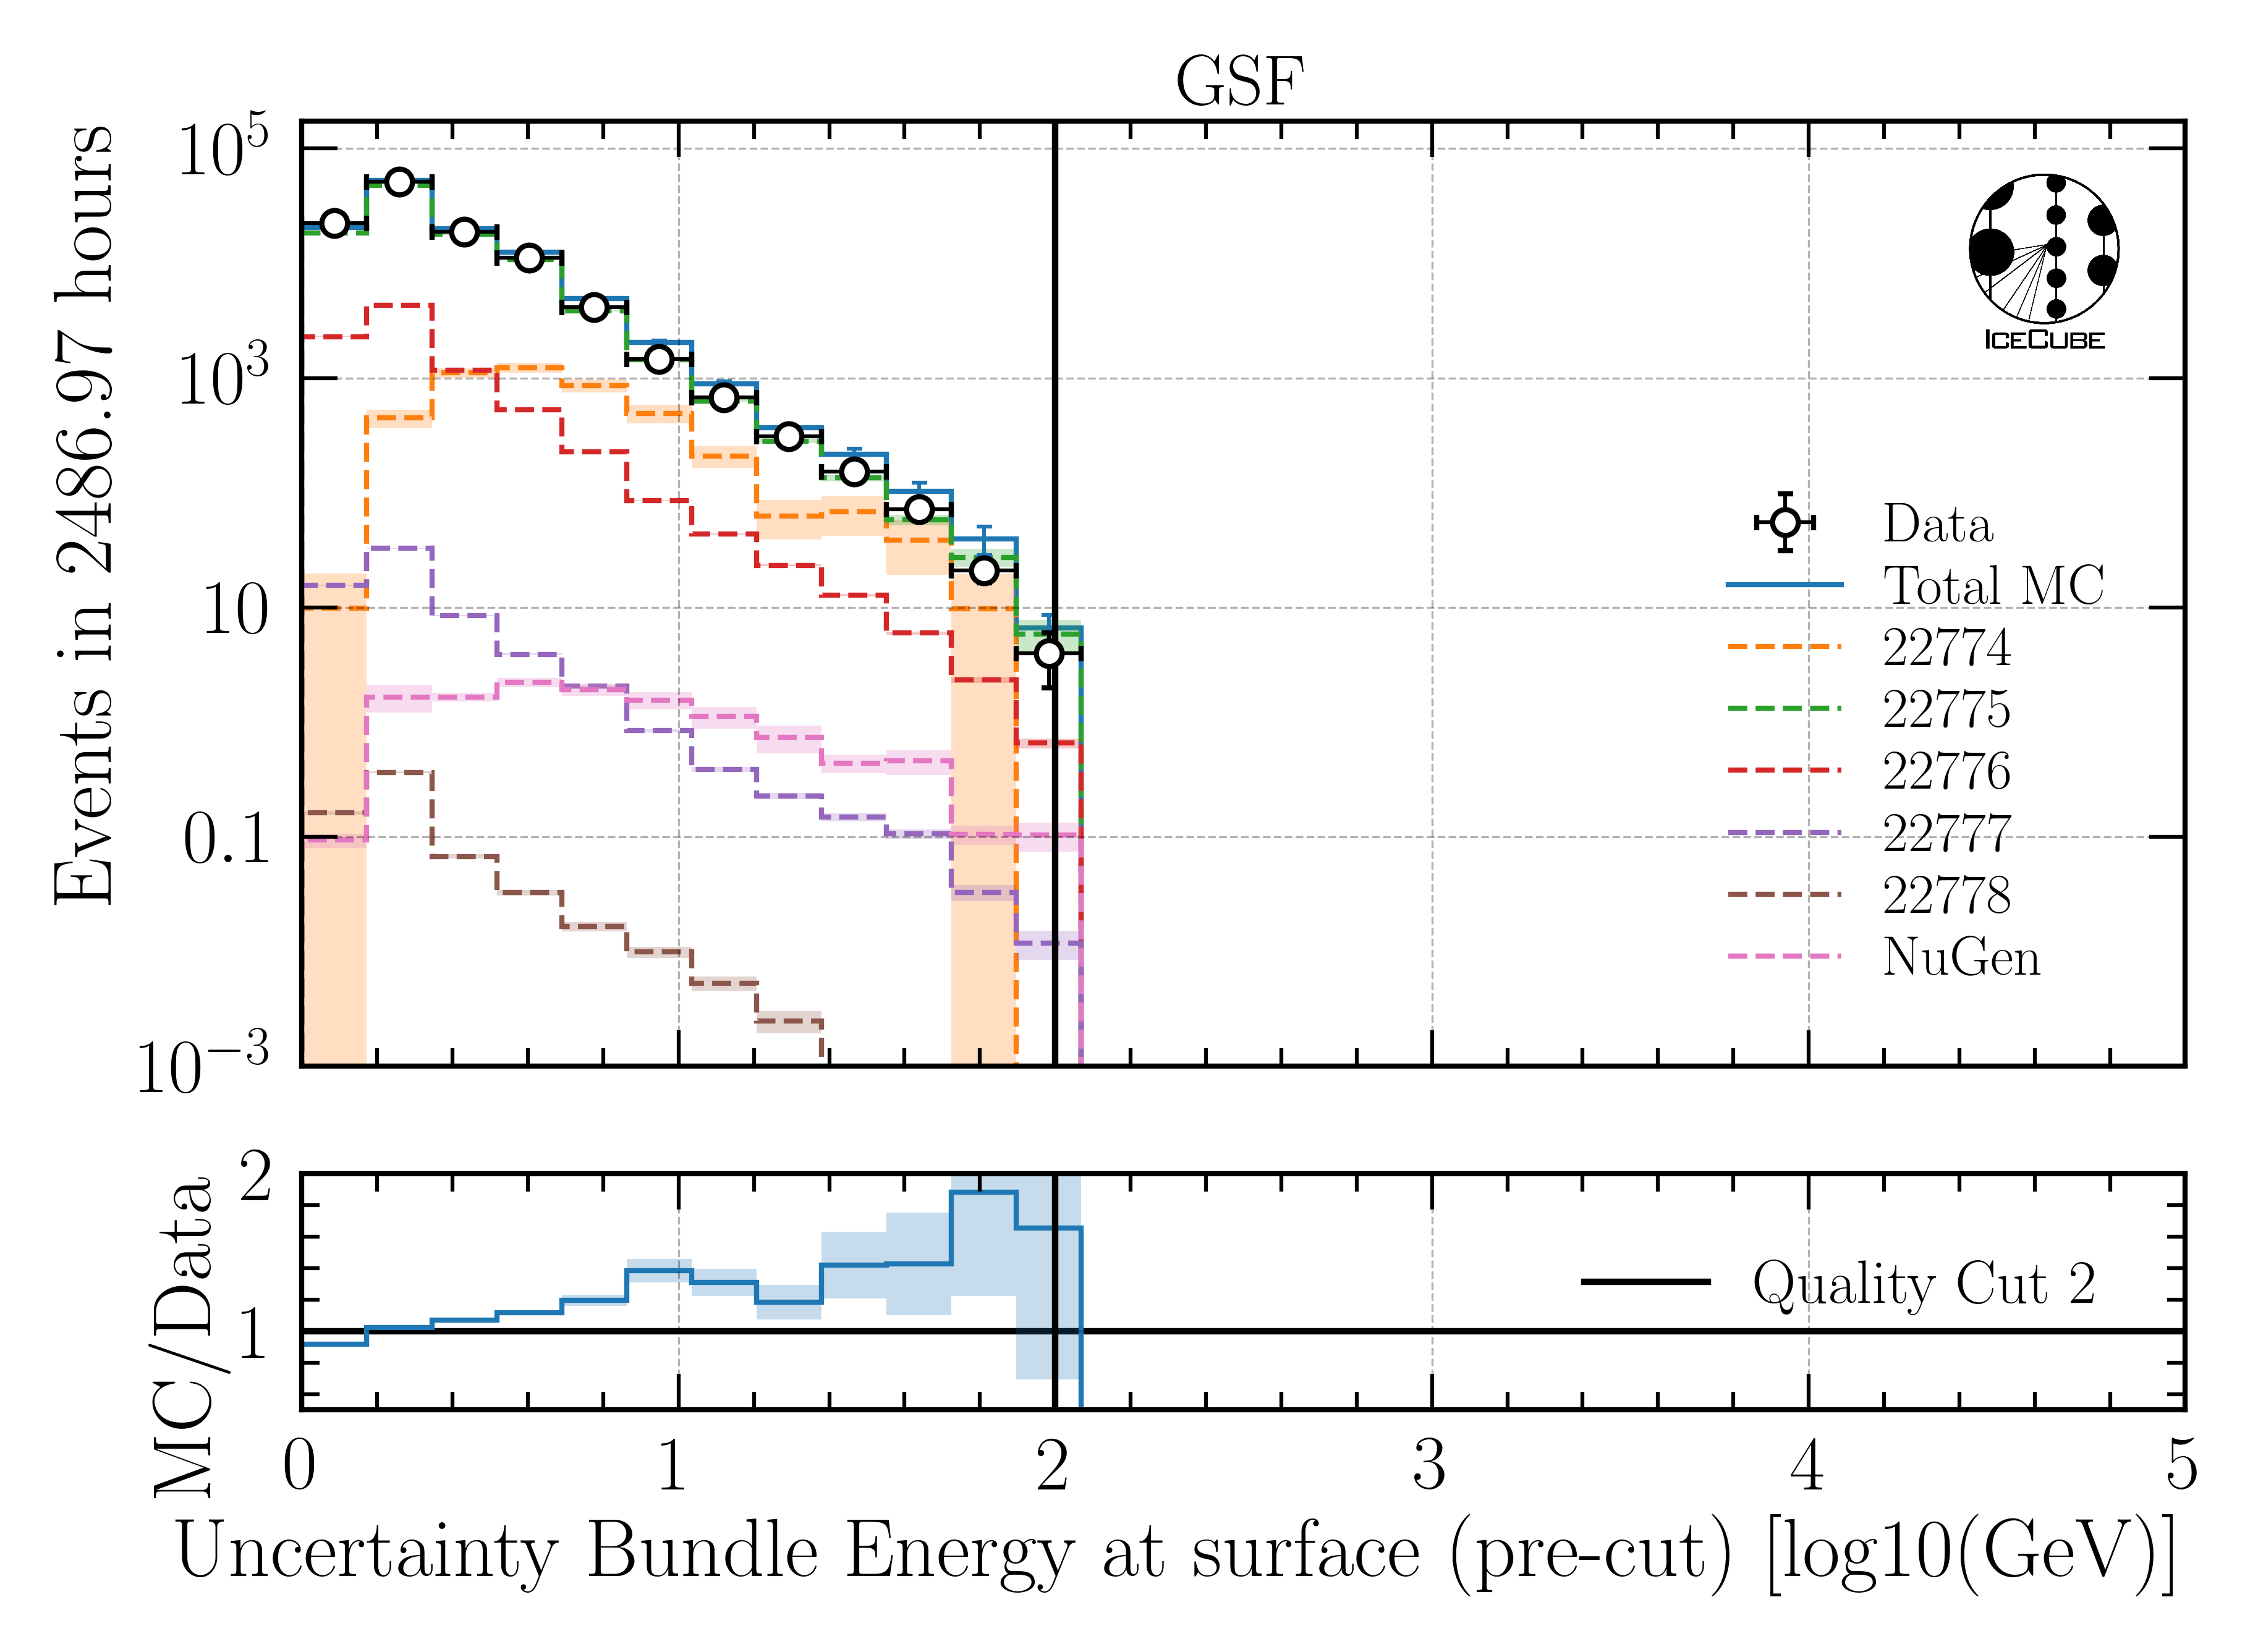 GSF
Events in 2486.97 hours
10^5
10^3
10
0.1
10^−3
ICECUBE
Data
Total MC
22774
22775
22776
22777
22778
NuGen
MC/Data
2
1
Quality Cut 2
0 1 2 3 4 5
Uncertainty Bundle Energy at surface (pre-cut) [log10(GeV)]